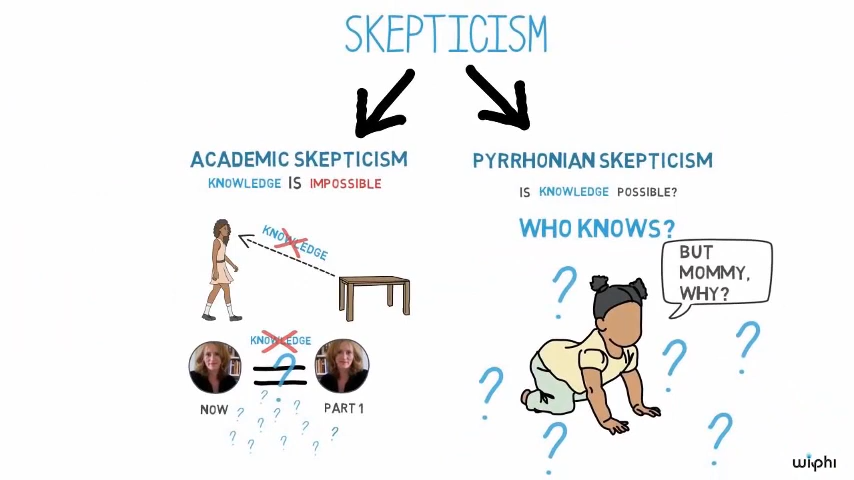 SKEPTICISM
ACADEMIC SKEPTICISM
KNOWLEDGE IS IMPOSSIBLE
KNOWLEDGE
KNOWLEDGE
NOW
PART 1
PYRRHONIAN SKEPTICISM
IS KNOWLEDGE POSSIBLE?
WHO KNOWS?
BUT
MOMMY,
WHY?
wiphi